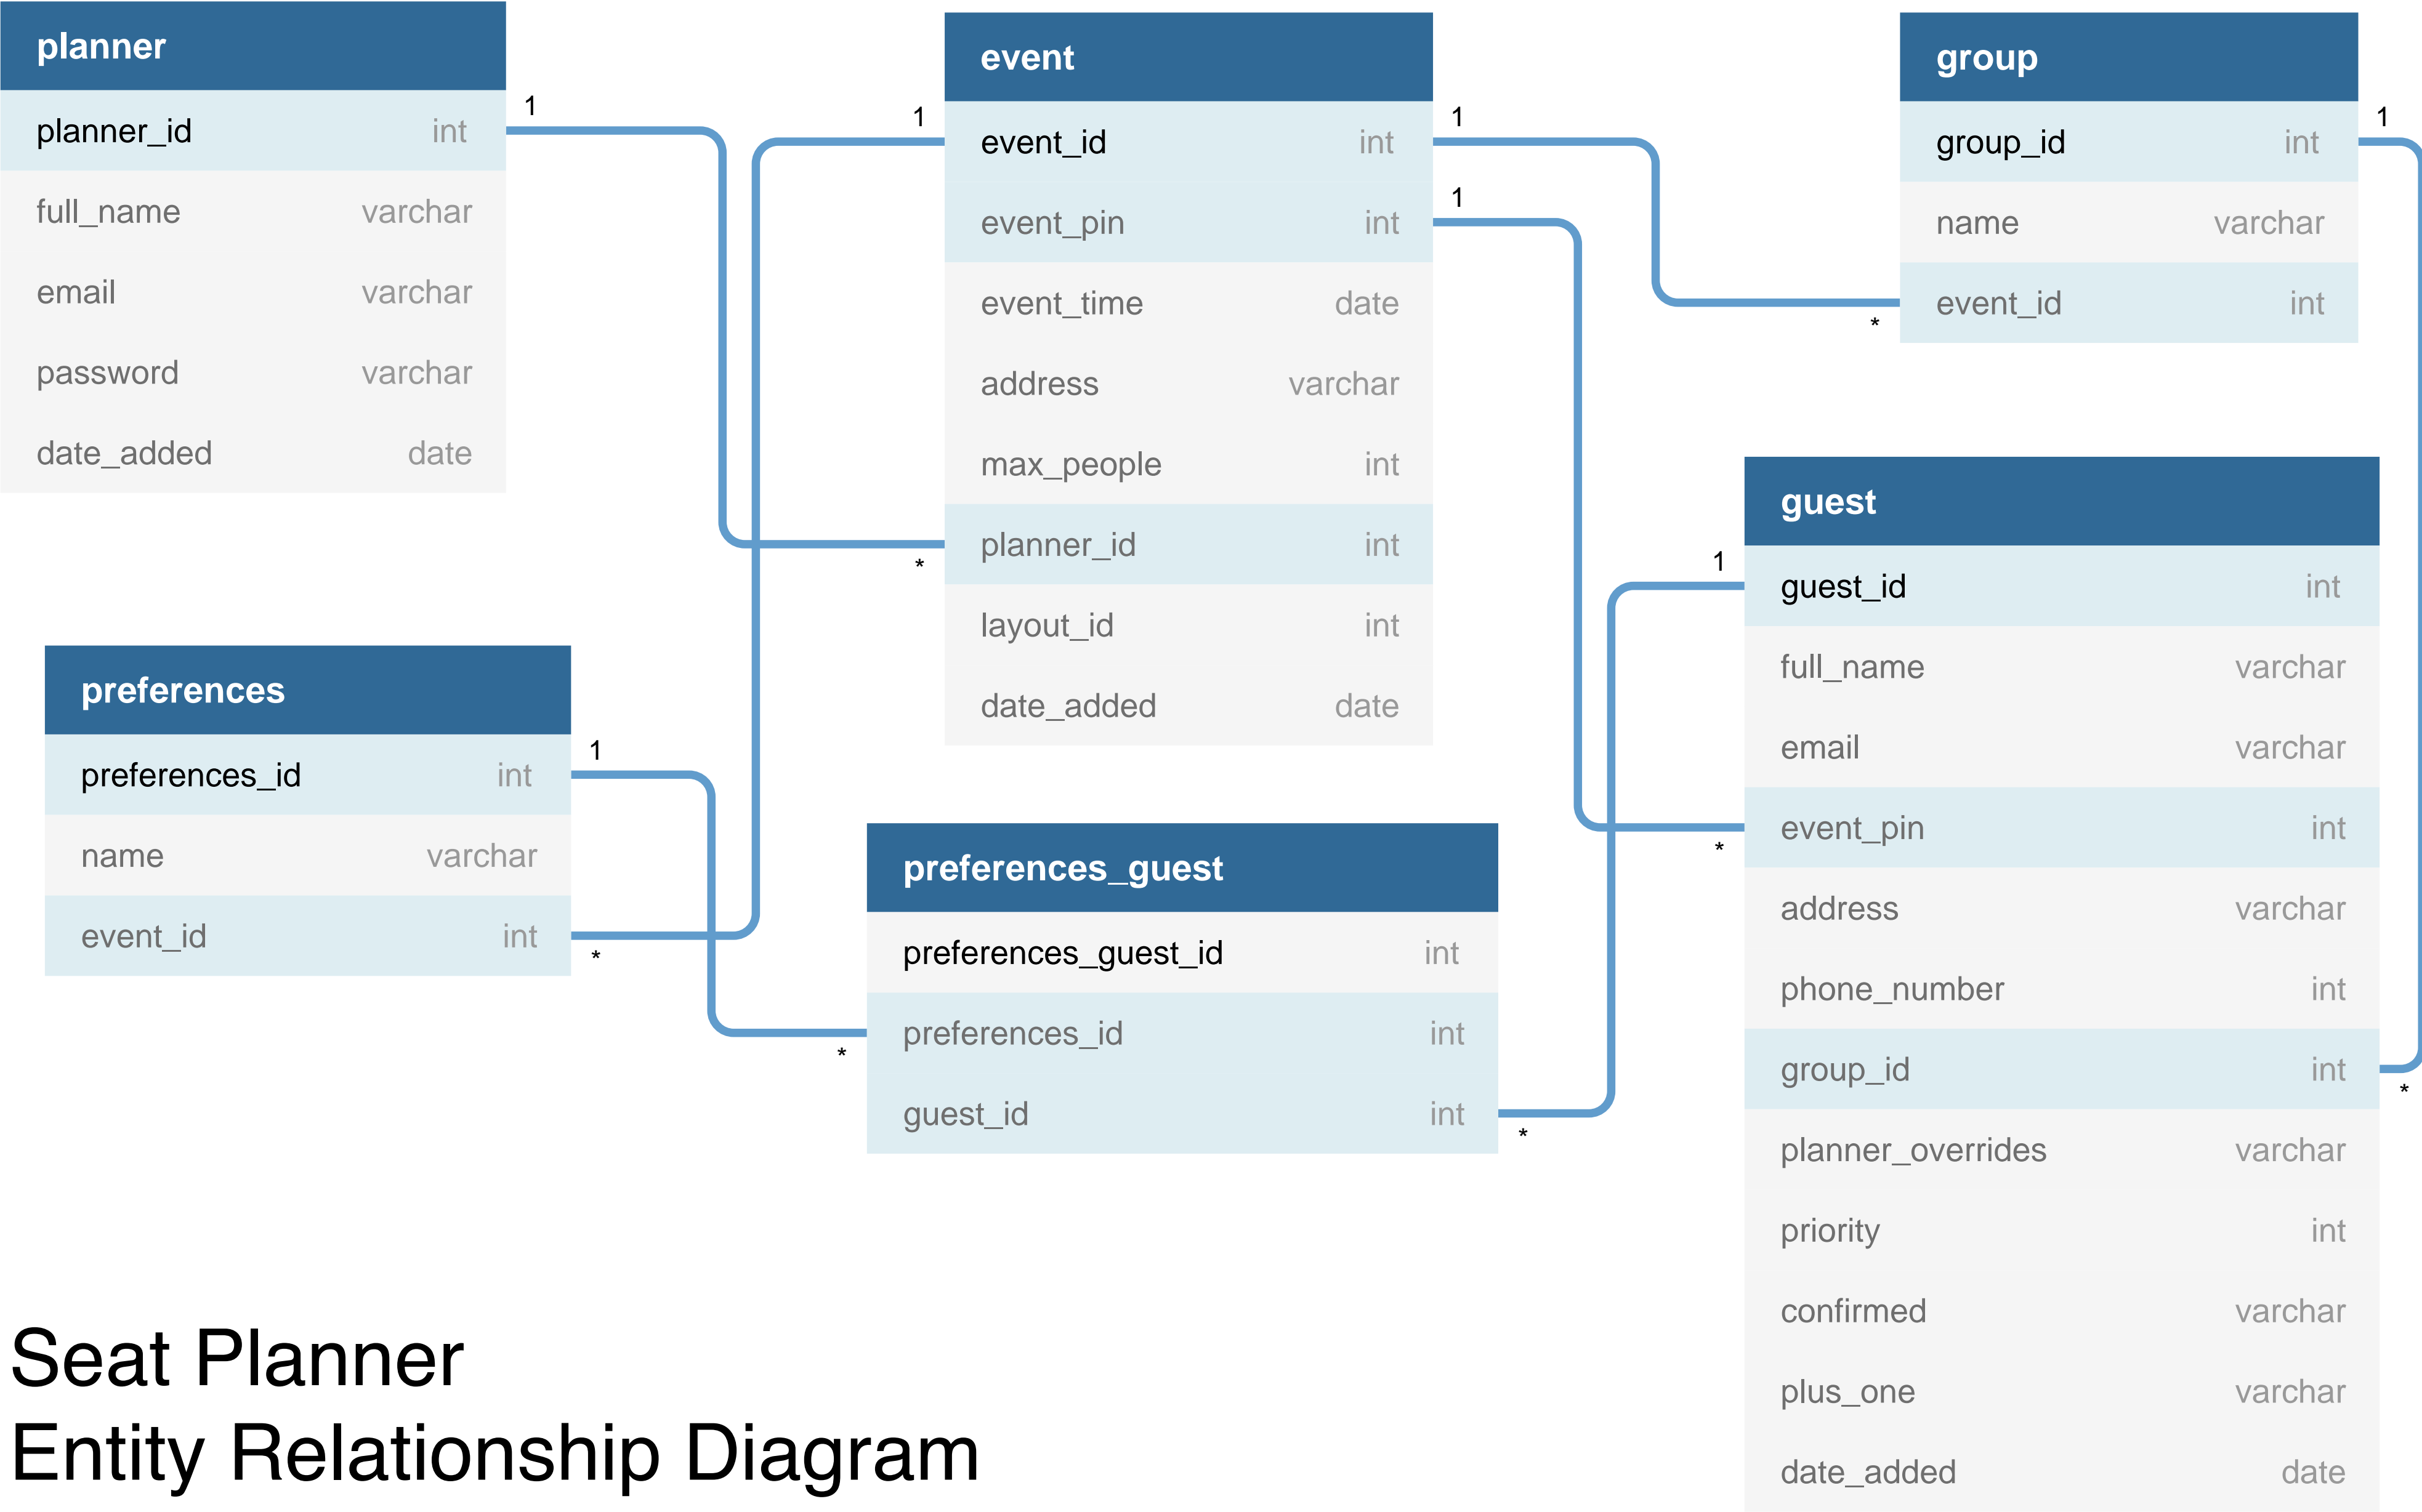 planner
planner_id int
full_name varchar
email varchar
password varchar
date_added date
1
*
event
event_id int
event_pin int
event_time date
address varchar
max_people int
planner_id int
layout_id int
date_added date
1
1
1
*
group
group_id int
name varchar
event_id int
1
*
preferences
preferences_id int
name varchar
event_id int
1
*
preferences_guest
preferences_guest_id int
preferences_id int
guest_id int
*
*
guest
guest_id int
full_name varchar
email varchar
event_pin int
address varchar
phone_number int
group_id int
planner_overrides varchar
priority int
confirmed varchar
plus_one varchar
date_added date
1
*
Seat Planner
Entity Relationship Diagram